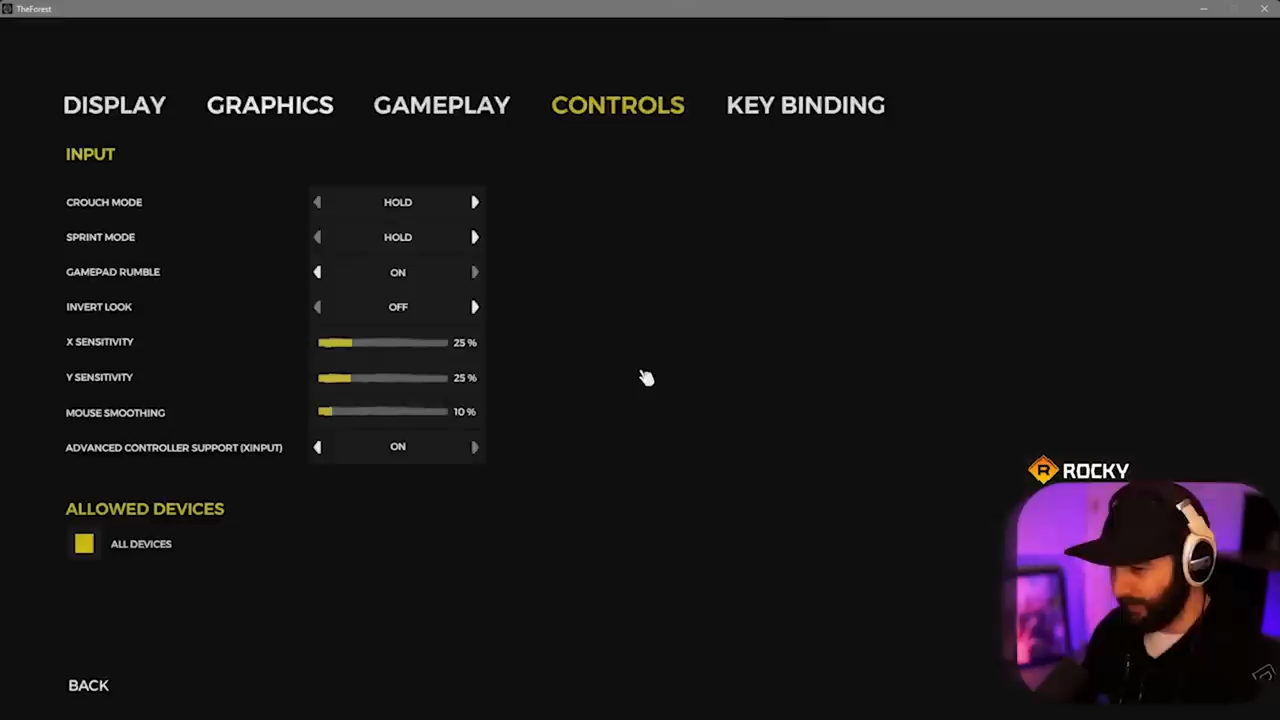 TheForest
DISPLAY GRAPHICS GAMEPLAY CONTROLS KEY BINDING
INPUT
CROUCH MODE HOLD
SPRINT MODE HOLD
GAMEPAD RUMBLE ON
INVERT LOOK OFF
X SENSITIVITY 25 %
Y SENSITIVITY 25 %
MOUSE SMOOTHING 10 %
ADVANCED CONTROLLER SUPPORT (XINPUT) ON
R ROCKY
ALLOWED DEVICES
ALL DEVICES
BACK